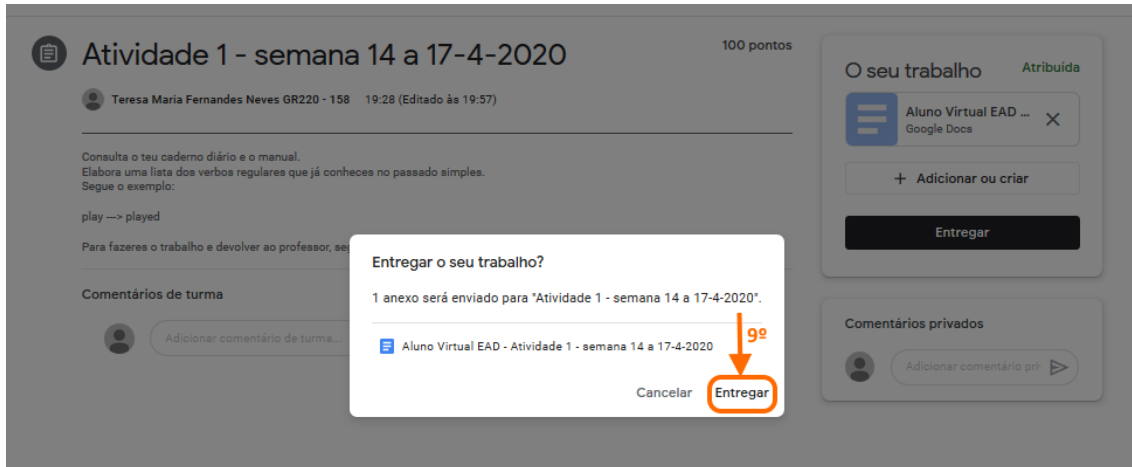 Atividade 1 - semana 14 a 17-4-2020
100 pontos
Teresa Maria Fernandes Neves GR220 - 158 19:28 (Editado às 19:57)
Consulta o teu caderno diário e o manual.
Elabora uma lista dos verbos regulares que já conheces no passado simples.
Segue o exemplo:
play ---> played
Para fazeres o trabalho e devolver ao professor,
Comentários de turma
Adicionar comentário de turma...
Entregar o seu trabalho?
1 anexo será enviado para "Atividade 1 - semana 14 a 17-4-2020".
Aluno Virtual EAD - Atividade 1 - semana 14 a 17-4-2020
9º
Cancelar Entregar
O seu trabalho Atribuída
Aluno Virtual EAD ...
Google Docs
+ Adicionar ou criar
Entregar
Comentários privados
Adicionar comentário